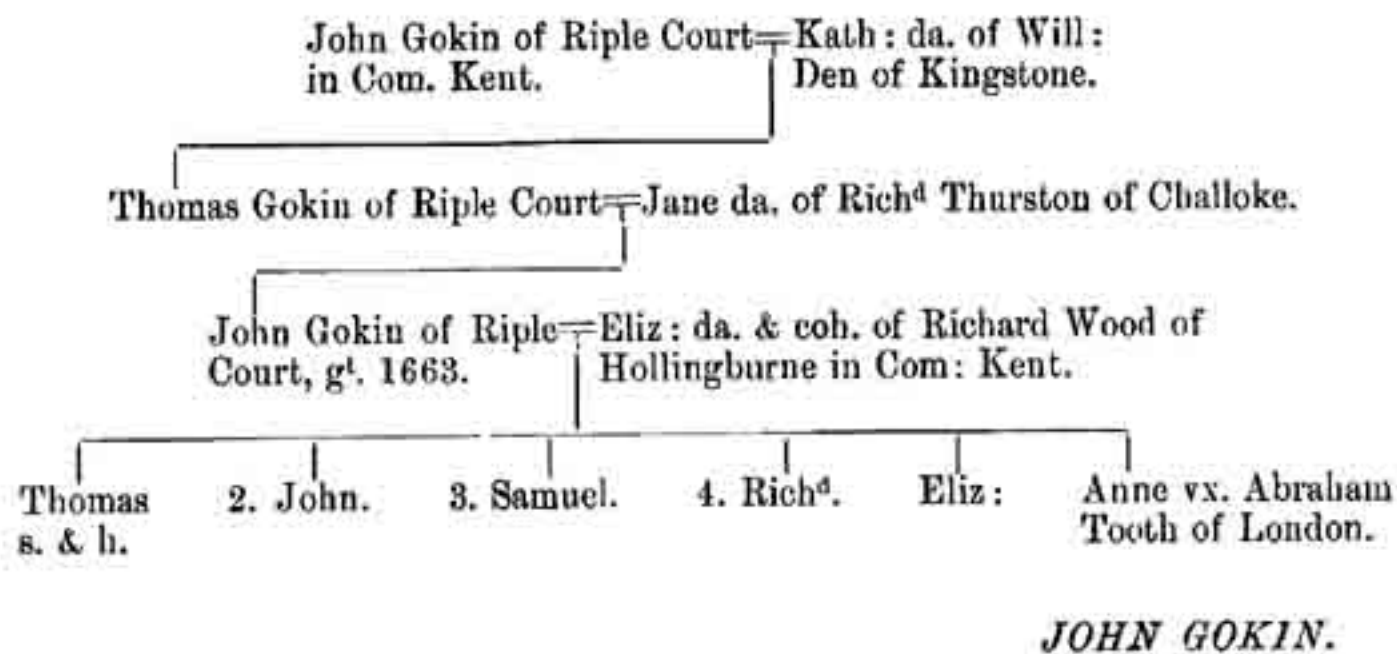 John Gokin of Riple Court=Kath: da. of Will:
in Com. Kent. Den of Kingstone.
Thomas Gokin of Riple Court=Jane da. of Richᵈ Thurston of Challoke.
John Gokin of Riple=Eliz: da. & coh. of Richard Wood of
Court, gᵗ. 1663. Hollingburne in Com: Kent.
Thomas 2. John. 3. Samuel. 4. Richᵈ. Eliz: Anne vx. Abraham
s. & h. Tooth of London.
JOHN GOKIN.